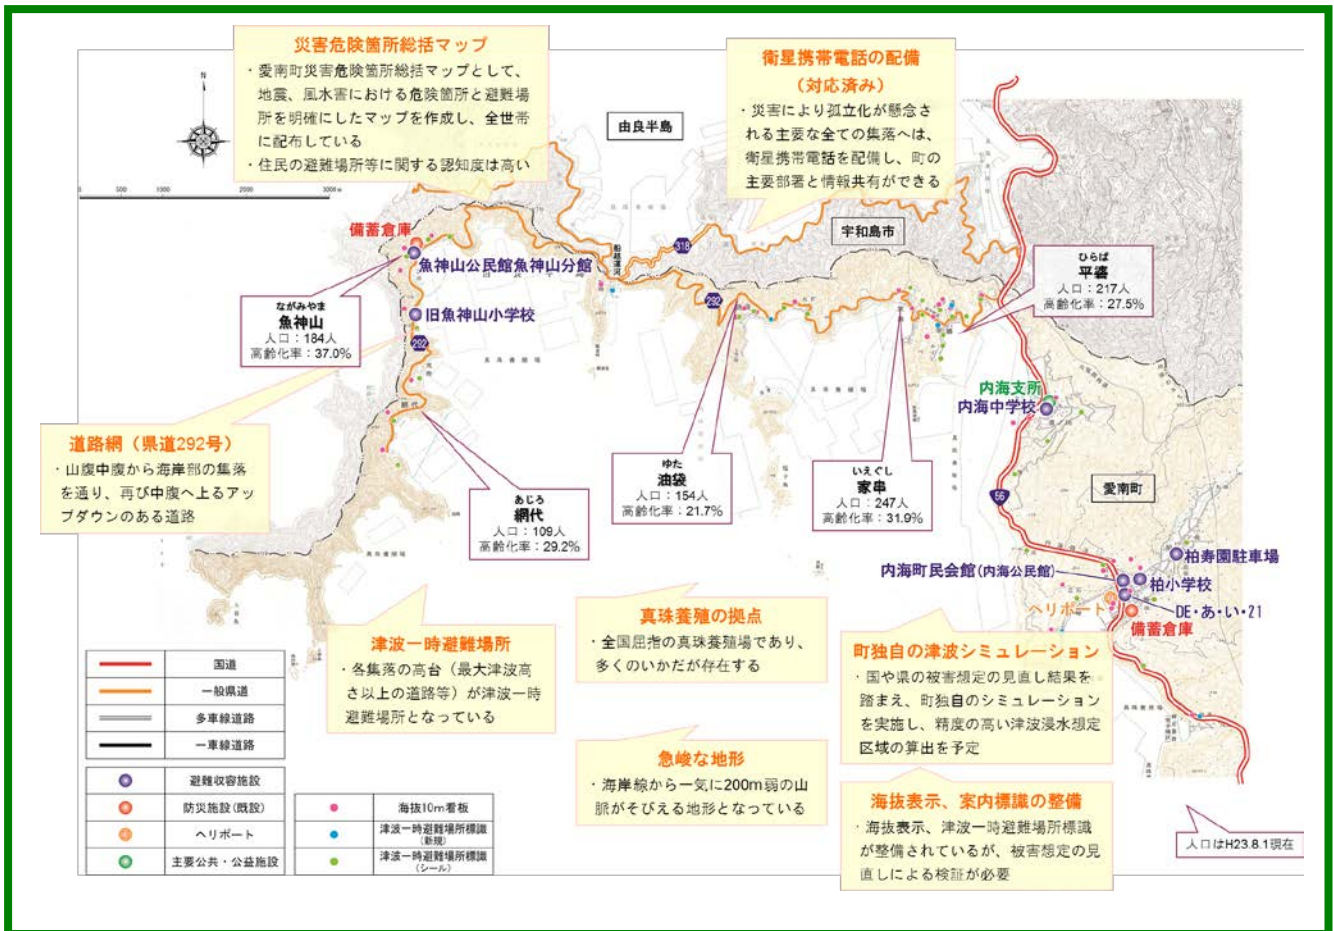 災害危険箇所総括マップ
・愛南町災害危険箇所総括マップとして、
地震、風水害における危険箇所と避難場
所を明確にしたマップを作成し、全世帯
に配布している
・住民の避難場所等に関する認知度は高い
衛星携帯電話の配備
(対応済み)
・災害により孤立化が懸念さ
れる主要な全ての集落へは、
衛星携帯電話を配備し、町の
主要部署と情報共有ができる
由良半島
N
0 500 1000 2000 3000 m
備蓄倉庫
魚神山公民館魚神山分館
船越運河
318
宇和島市
ひらば
平碆
人口：217人
高齢化率：27.5%
ながみやま
魚神山
人口：184人
高齢化率：37.0%
旧魚神山小学校
292
292
網代
内海支所
内海中学校
道路網（県道292号）
・山腹中腹から海岸部の集落
を通り、再び中腹へ上るアッ
プダウンのある道路
あじろ
網代
人口：109人
高齢化率：29.2%
ゆた
油袋
人口：154人
高齢化率：21.7%
いえぐし
家串
人口：247人
高齢化率：31.9%
56
愛南町
柏寿園駐車場
内海町民会館(内海公民館)
柏小学校
ヘリポート
DE・あ・い・21
備蓄倉庫
津波一時避難場所
・各集落の高台（最大津波高
さ以上の道路等）が津波一時
避難場所となっている
真珠養殖の拠点
・全国屈指の真珠養殖場であり、
多くのいかだが存在する
町独自の津波シミュレーション
・国や県の被害想定の見直し結果を
踏まえ、町独自のシミュレーション
を実施し、精度の高い津波浸水想定
区域の算出を予定
急峻な地形
・海岸線から一気に200m弱の山
脈がそびえる地形となっている
海抜表示、案内標識の整備
・海抜表示、津波一時避難場所標識
が整備されているが、被害想定の見
直しによる検証が必要
人口はH23.8.1現在
国道
一般県道
多車線道路
一車線道路
避難収容施設
防災施設(既設)
ヘリポート
主要公共・公益施設
海抜10m看板
津波一時避難場所標識
(新規)
津波一時避難場所標識
(シール)